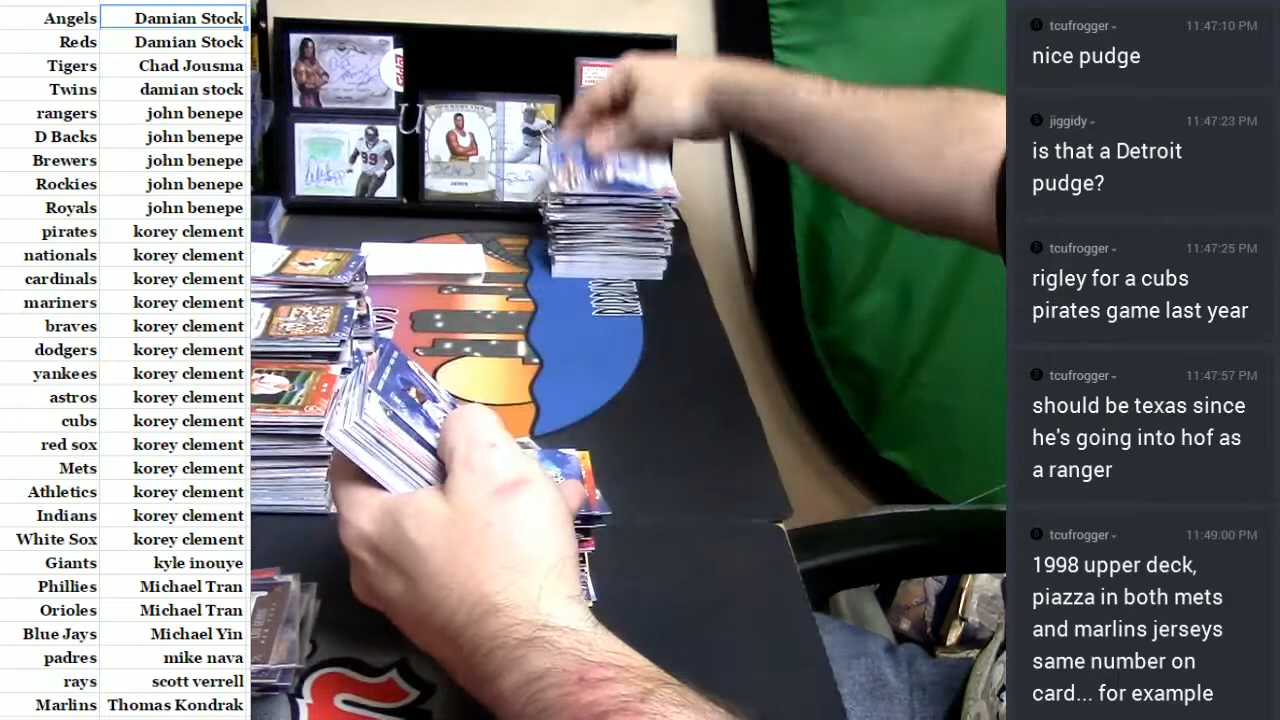 Angels Damian Stock
Reds Damian Stock
Tigers Chad Jousma
Twins damian stock
rangers john benepe
D Backs john benepe
Brewers john benepe
Rockies john benepe
Royals john benepe
pirates korey clement
nationals korey clement
cardinals korey clement
mariners korey clement
braves korey clement
dodgers korey clement
yankees korey clement
astros korey clement
cubs korey clement
red sox korey clement
Mets korey clement
Athletics korey clement
Indians korey clement
White Sox korey clement
Giants kyle inouye
Phillies Michael Tran
Orioles Michael Tran
Blue Jays Michael Yin
padres mike nava
rays scott verrell
Marlins Thomas Kondrak
U
99
tcufrogger 11:47:10 PM
nice pudge
jiggidy 11:47:23 PM
is that a Detroit
pudge?
tcufrogger 11:47:25 PM
rigley for a cubs
pirates game last year
tcufrogger 11:47:57 PM
should be texas since
he's going into hof as
a ranger
tcufrogger 11:49:00 PM
1998 upper deck,
piazza in both mets
and marlins jerseys
same number on
card... for example